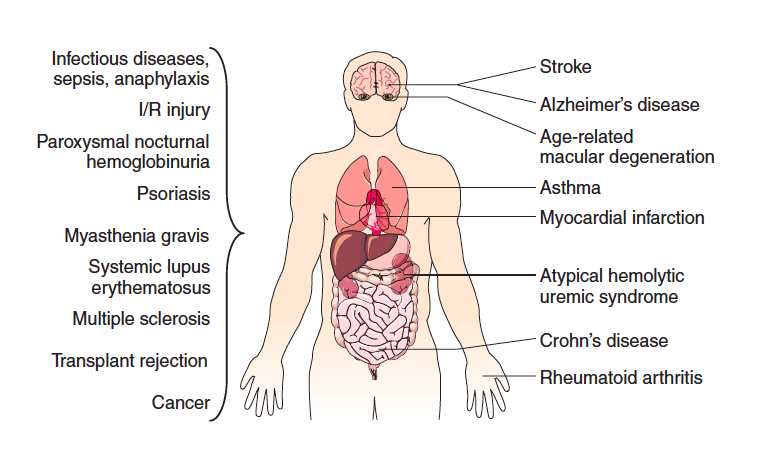 Infectious diseases,
sepsis, anaphylaxis
I/R injury
Paroxysmal nocturnal
hemoglobinuria
Psoriasis
Myasthenia gravis
Systemic lupus
erythematosus
Multiple sclerosis
Transplant rejection
Cancer
Stroke
Alzheimer’s disease
Age-related
macular degeneration
Asthma
Myocardial infarction
Atypical hemolytic
uremic syndrome
Crohn’s disease
Rheumatoid arthritis